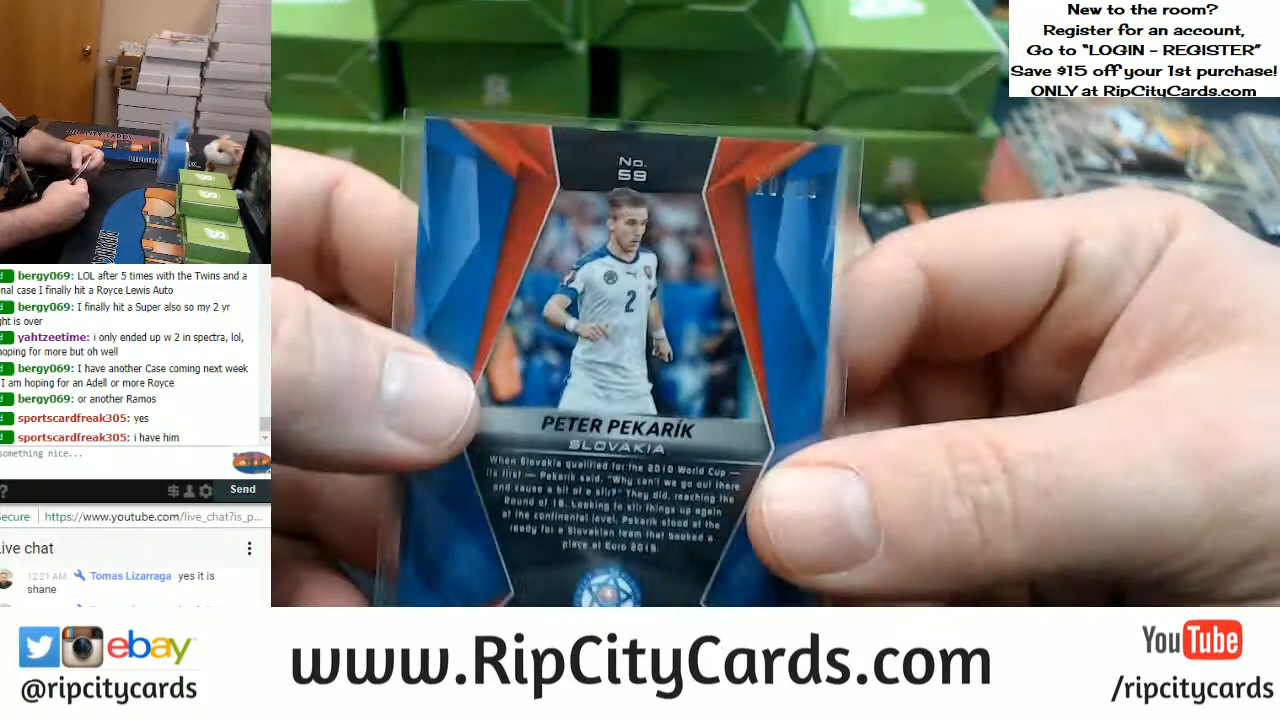 New to the room?
Register for an account,
Go to "LOGIN - REGISTER"
Save $15 off your 1st purchase!
ONLY at RipCityCards.com
No.
59
2
PETER PEKARÍK
SLOVAKIA
When Slovakia qualified for the 2010 World Cup —
its first — Pekarík said, "Why can't we go out there
and cause a bit of a stir?" They did, reaching the
Round of 16. Looking to stir things up again
at the continental level, Pekarík stood at the
ready for a Slovakian team that booked a
place at Euro 2016.
bergy069: LOL after 5 times with the Twins and a
nal case I finally hit a Royce Lewis Auto
bergy069: I finally hit a Super also so my 2 yr
ght is over
yahtzeetime: i only ended up w 2 in spectra, lol,
oping for more but oh well
bergy069: I have another Case coming next week
I am hoping for an Adell or more Royce
bergy069: or another Ramos
sportscardfreak305: yes
sportscardfreak305: i have him
something nice...
Send
Secure https://www.youtube.com/live_chat?is_p...
Live chat
12:21 AM Tomas Lizarraga yes it is
shane
ebay
@ripcitycards
www.RipCityCards.com
YouTube
/ripcitycards